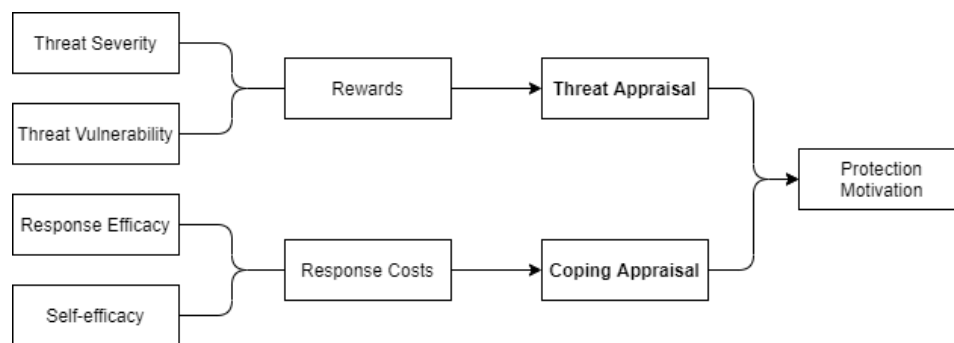 Threat Severity
Threat Vulnerability
Rewards
Threat Appraisal
Response Efficacy
Self-efficacy
Response Costs
Coping Appraisal
Protection
Motivation